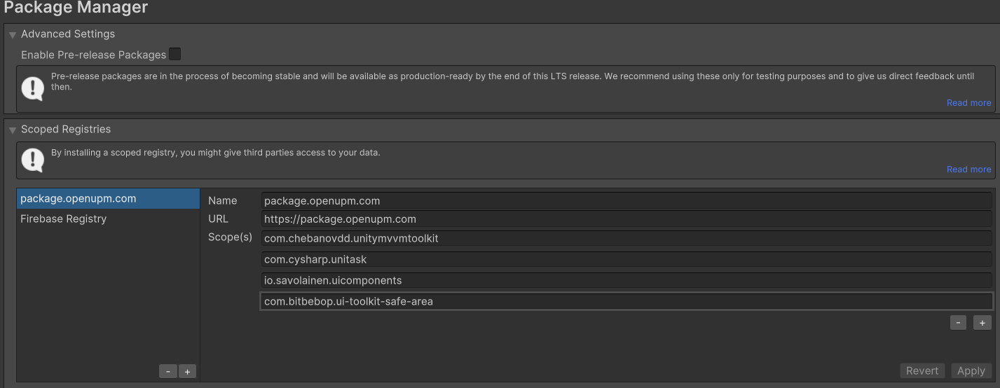 Package Manager
Advanced Settings
Enable Pre-release Packages
Pre-release packages are in the process of becoming stable and will be available as production-ready by the end of this LTS release. We recommend using these only for testing purposes and to give us direct feedback until
then.
Read more
Scoped Registries
By installing a scoped registry, you might give third parties access to your data.
Read more
package.openupm.com
Firebase Registry
Name package.openupm.com
URL https://package.openupm.com
Scope(s) com.chebanovdd.unitymvvmtoolkit
com.cysharp.unitask
io.savolainen.uicomponents
com.bitbebop.ui-toolkit-safe-area
- +
- +
Revert Apply